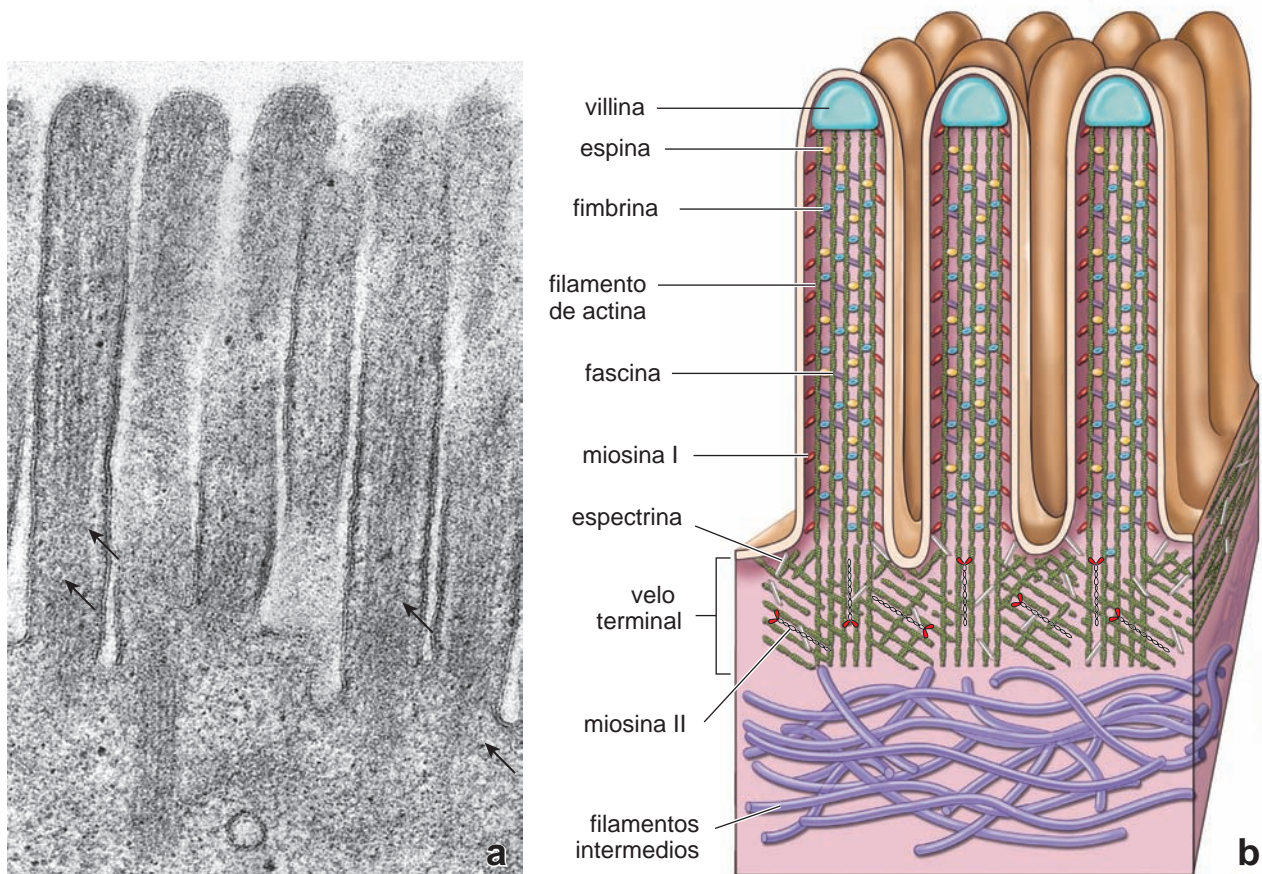 villina
espina
fimbrina
filamento
de actina
fascina
miosina I
espectrina
velo
terminal
miosina II
filamentos
intermedios
a
b